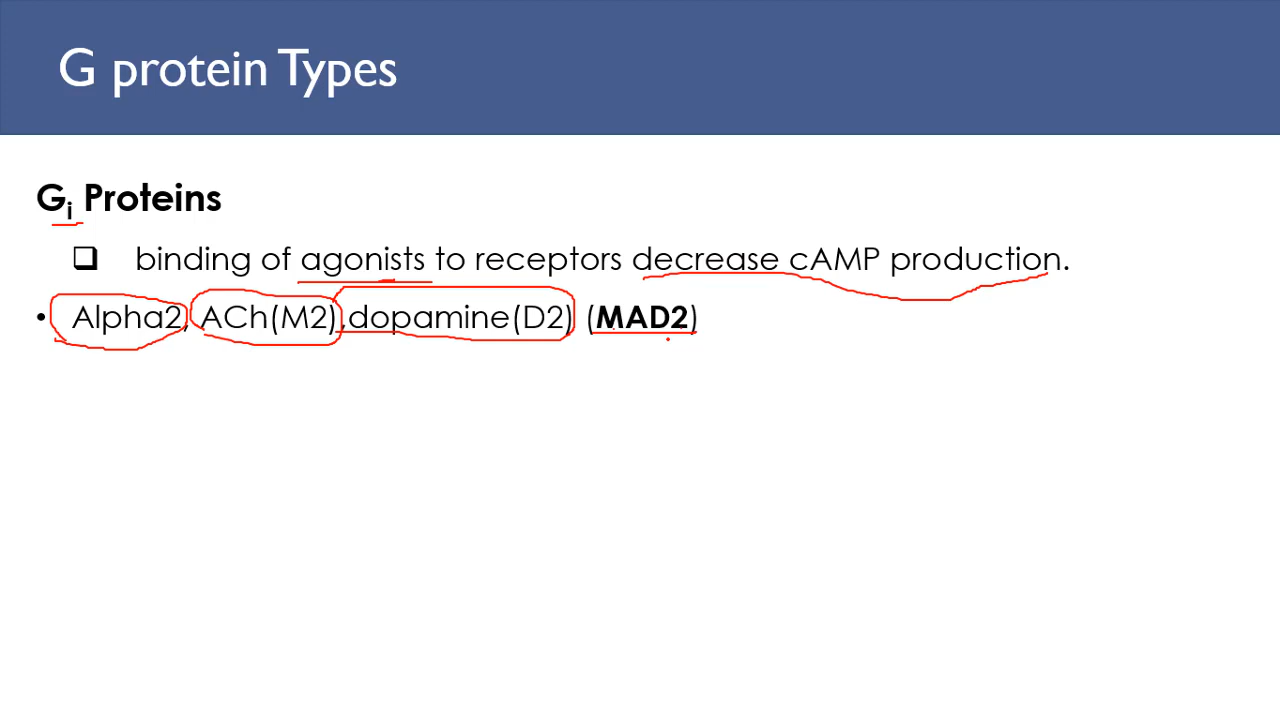 G protein Types
Gi Proteins
❑ binding of agonists to receptors decrease cAMP production.
• Alpha2, ACh(M2),dopamine(D2) (MAD2)